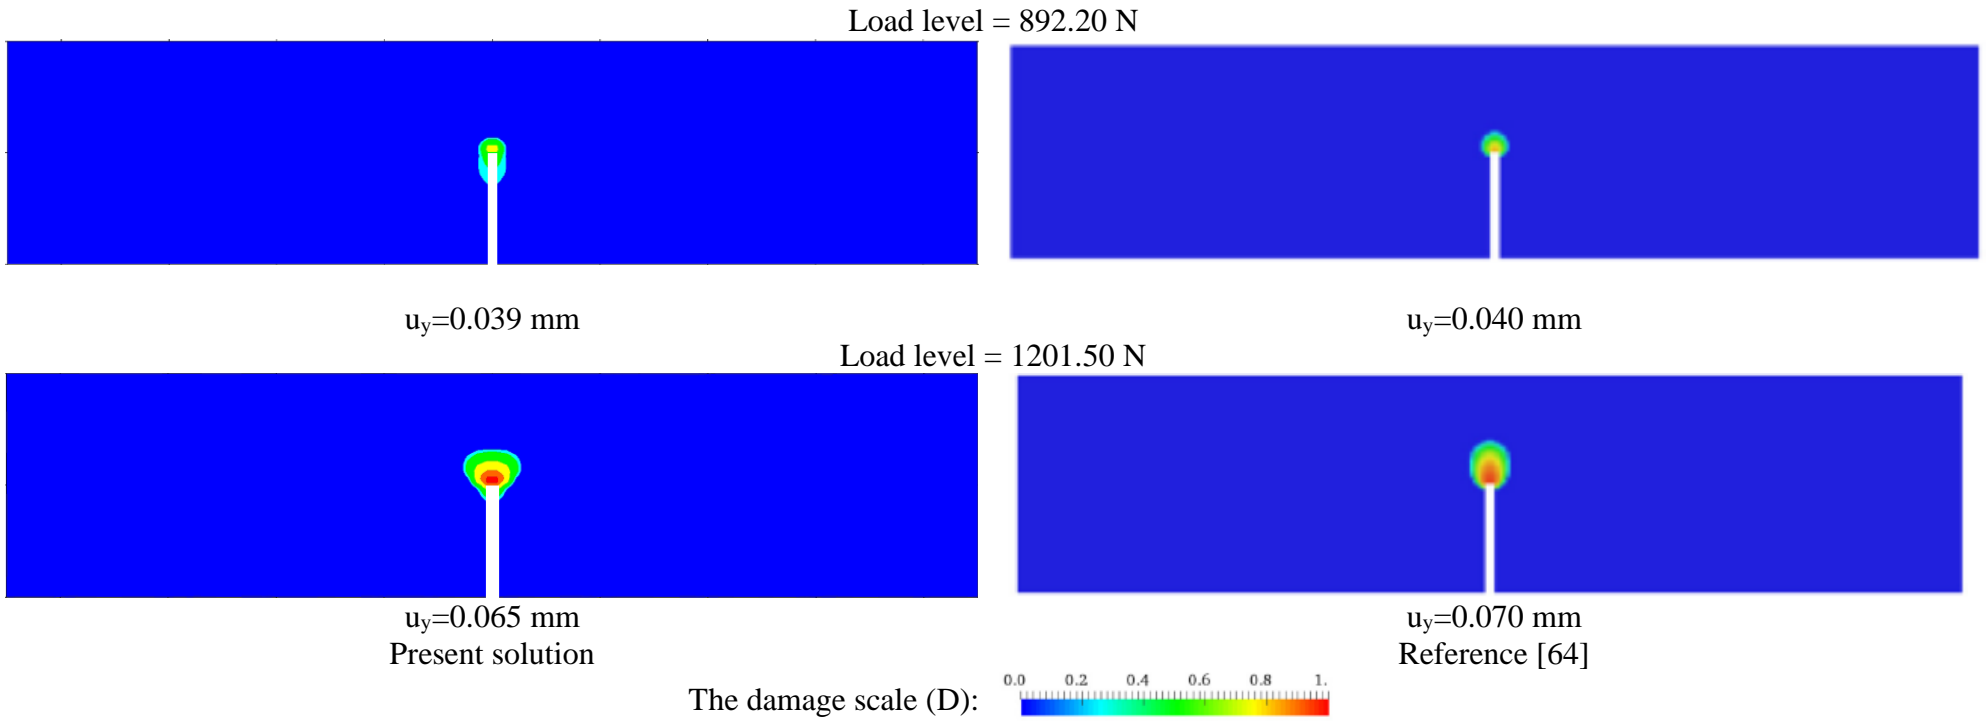 Load level = 892.20 N
uy=0.039 mm
uy=0.040 mm
Load level = 1201.50 N
uy=0.065 mm
uy=0.070 mm
Present solution
Reference [64]
0.0 0.2 0.4 0.6 0.8 1.
The damage scale (D):